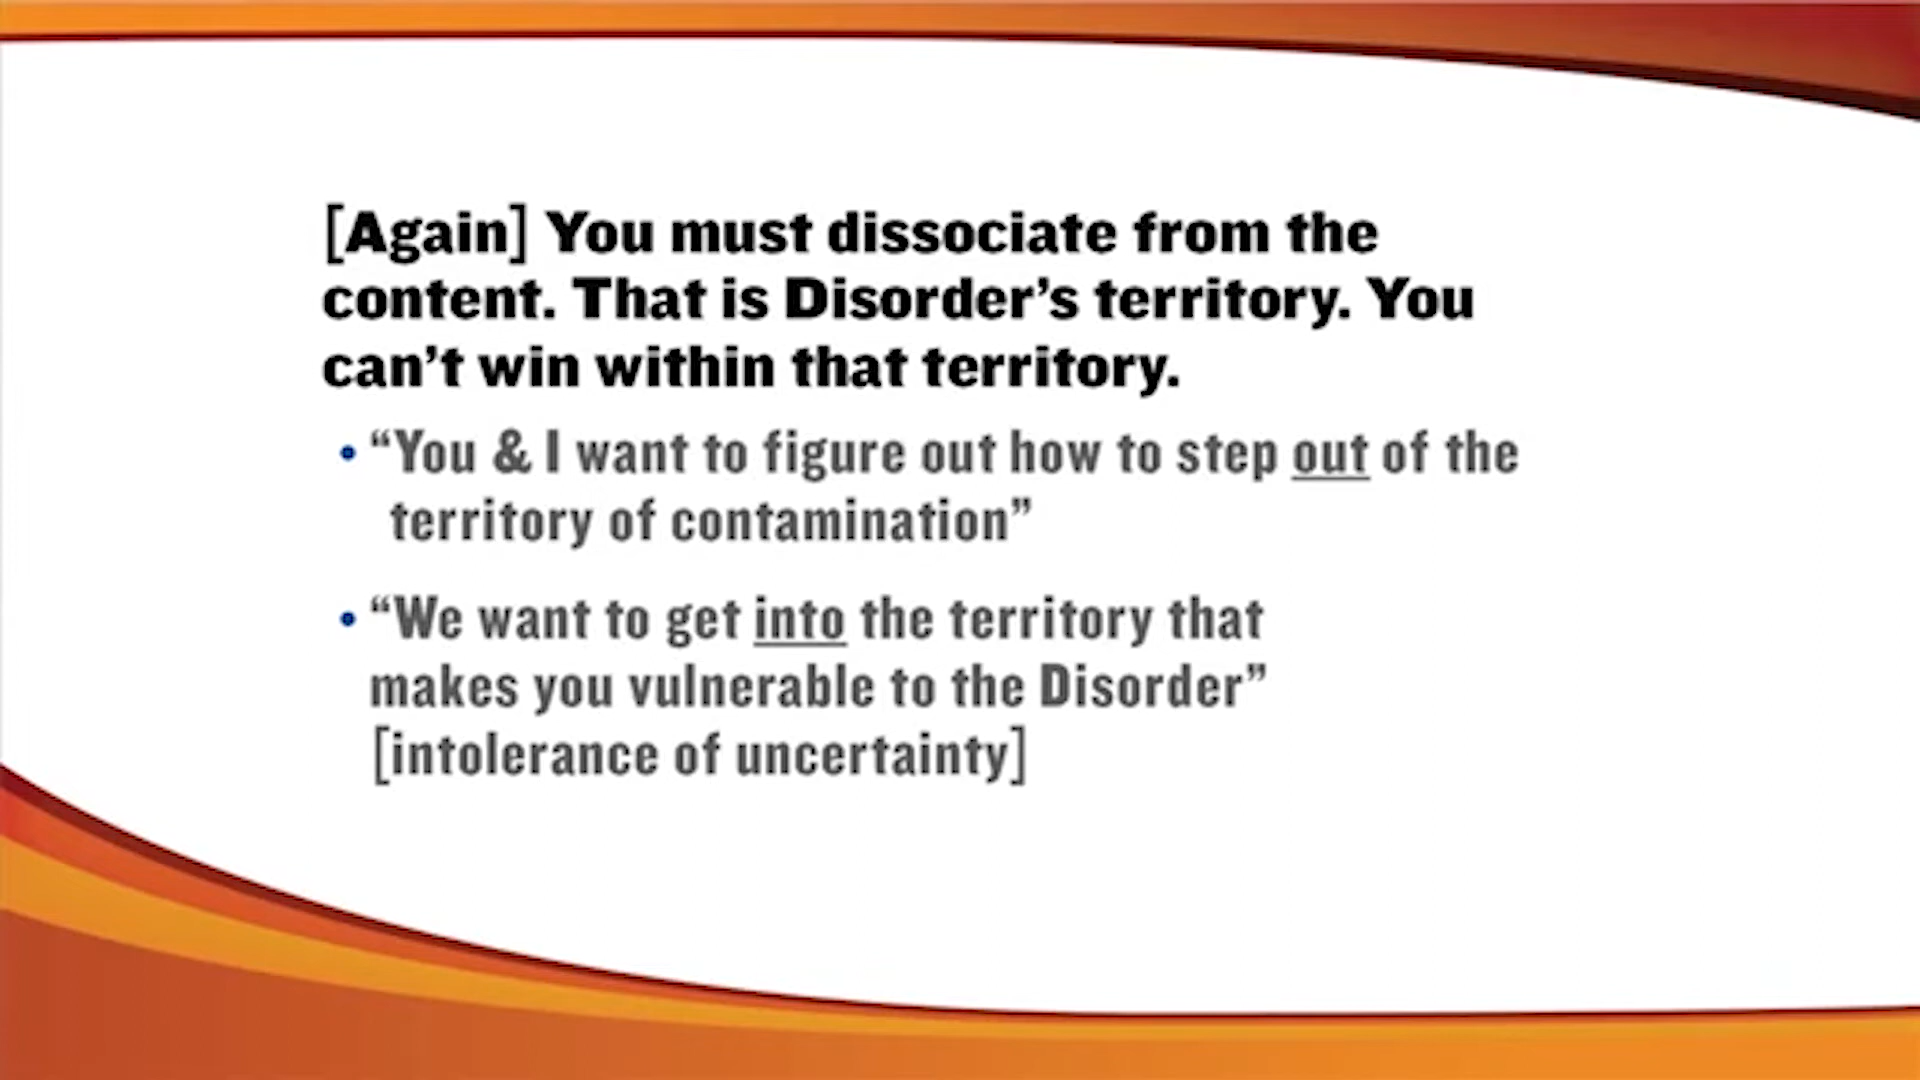 [Again] You must dissociate from the
content. That is Disorder’s territory. You
can’t win within that territory.
• “You & I want to figure out how to step out of the
territory of contamination”
• “We want to get into the territory that
makes you vulnerable to the Disorder”
[intolerance of uncertainty]